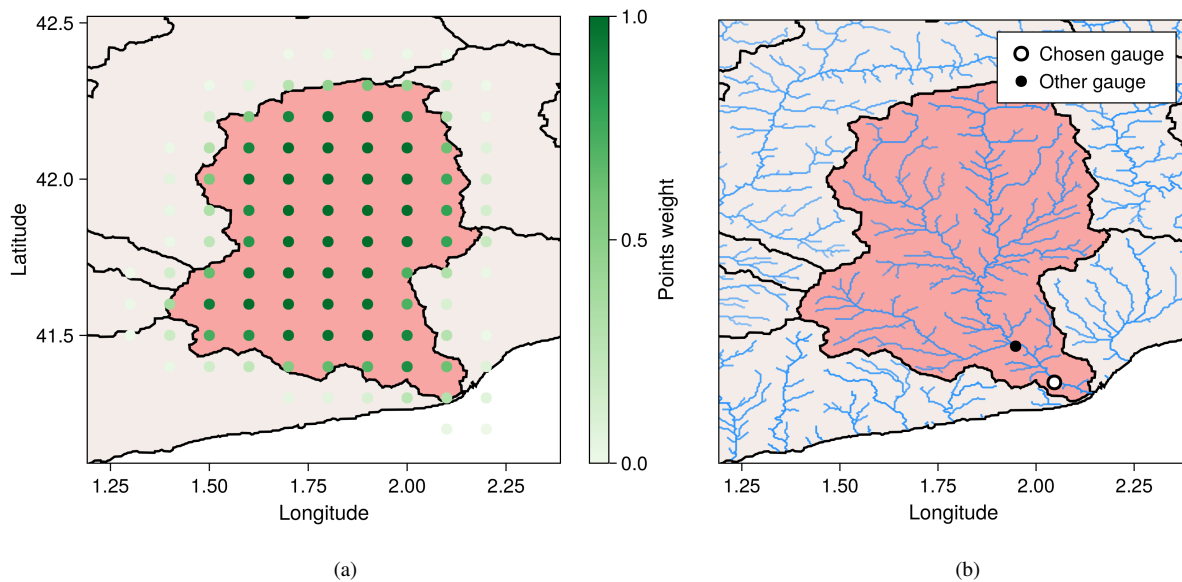 42.5
42.0
41.5
Latitude
1.25 1.50 1.75 2.00 2.25
Longitude
1.0
0.5
0.0
Points weight
(a)
Chosen gauge
Other gauge
1.25 1.50 1.75 2.00 2.25
Longitude
(b)